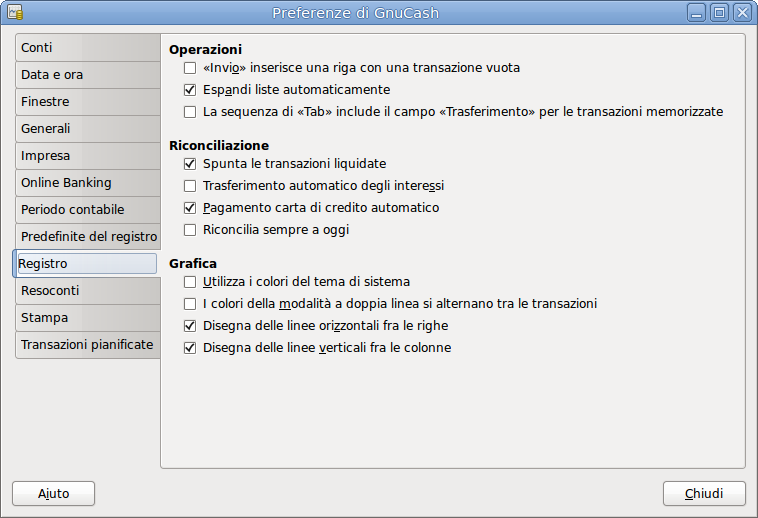 Preferenze di GnuCash
Conti
Data e ora
Finestre
Generali
Impresa
Online Banking
Periodo contabile
Predefinite del registro
Registro
Resoconti
Stampa
Transazioni pianificate
Operazioni
«Invio» inserisce una riga con una transazione vuota
Espandi liste automaticamente
La sequenza di «Tab» include il campo «Trasferimento» per le transazioni memorizzate
Riconciliazione
Spunta le transazioni liquidate
Trasferimento automatico degli interessi
Pagamento carta di credito automatico
Riconcilia sempre a oggi
Grafica
Utilizza i colori del tema di sistema
I colori della modalità a doppia linea si alternano tra le transazioni
Disegna delle linee orizzontali fra le righe
Disegna delle linee verticali fra le colonne
Aiuto
Chiudi